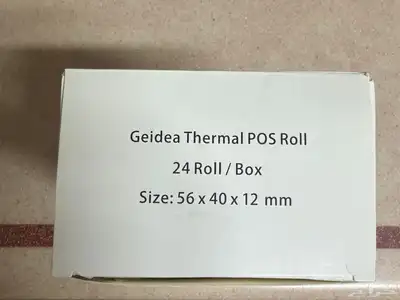 Geidea Thermal POS Roll
24 Roll / Box
Size: 56 x 40 x 12 mm